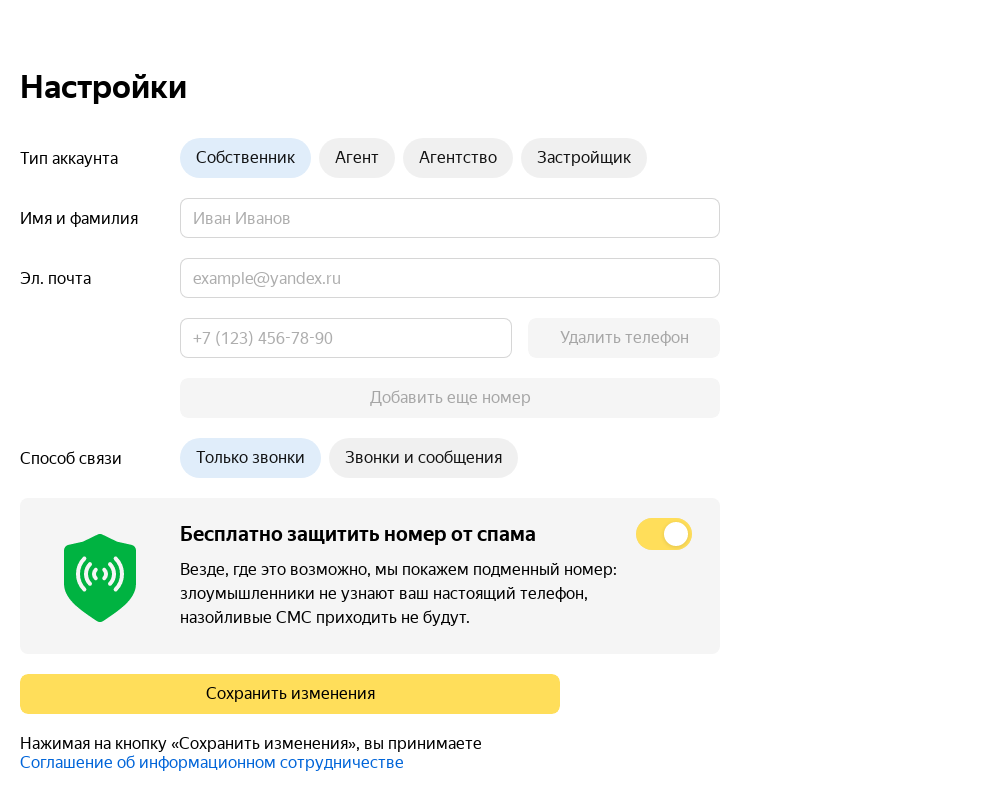 Настройки
Тип аккаунта
Собственник Агент Агентство Застройщик
Имя и фамилия
Иван Иванов
Эл. почта
example@yandex.ru
+7 (123) 456-78-90
Удалить телефон
Добавить еще номер
Способ связи
Только звонки Звонки и сообщения
Бесплатно защитить номер от спама
Везде, где это возможно, мы покажем подменный номер:
злоумышленники не узнают ваш настоящий телефон,
назойливые СМС приходить не будут.
Сохранить изменения
Нажимая на кнопку «Сохранить изменения», вы принимаете
Соглашение об информационном сотрудничестве